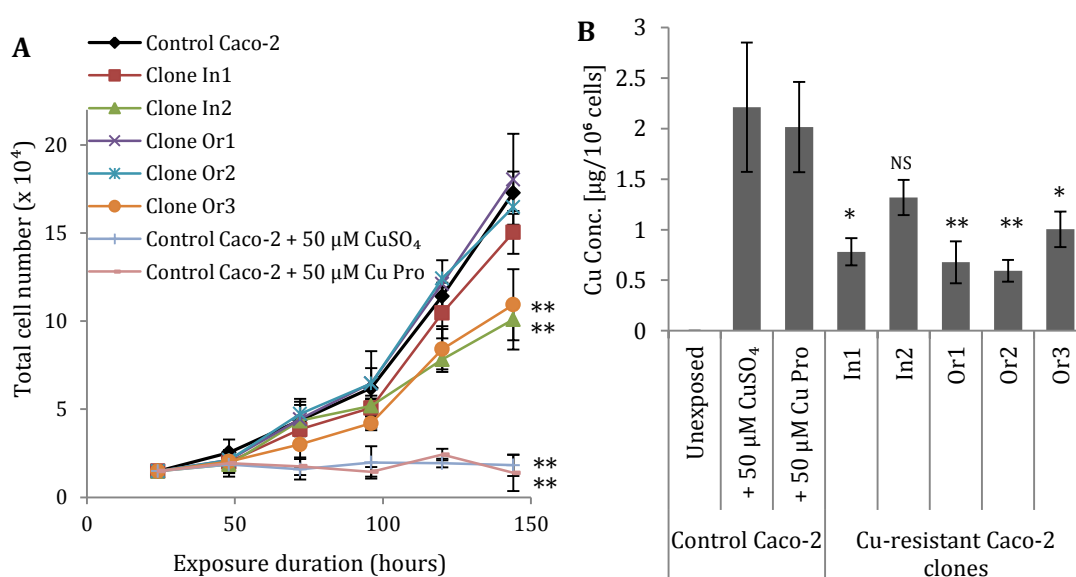 A
Control Caco-2
Clone In1
Clone In2
Clone Or1
Clone Or2
Clone Or3
Control Caco-2 + 50 µM CuSO₄
Control Caco-2 + 50 µM Cu Pro
Total cell number (x 10⁴)
20
15
10
5
0
**
**
**
**
0
50
100
150
Exposure duration (hours)
B
Cu Conc. [µg/10⁶ cells]
3
2.5
2
1.5
1
0.5
0
*
NS
**
**
*
Unexposed
+ 50 µM CuSO₄
+ 50 µM Cu Pro
In1
In2
Or1
Or2
Or3
Control Caco-2
Cu-resistant Caco-2
clones